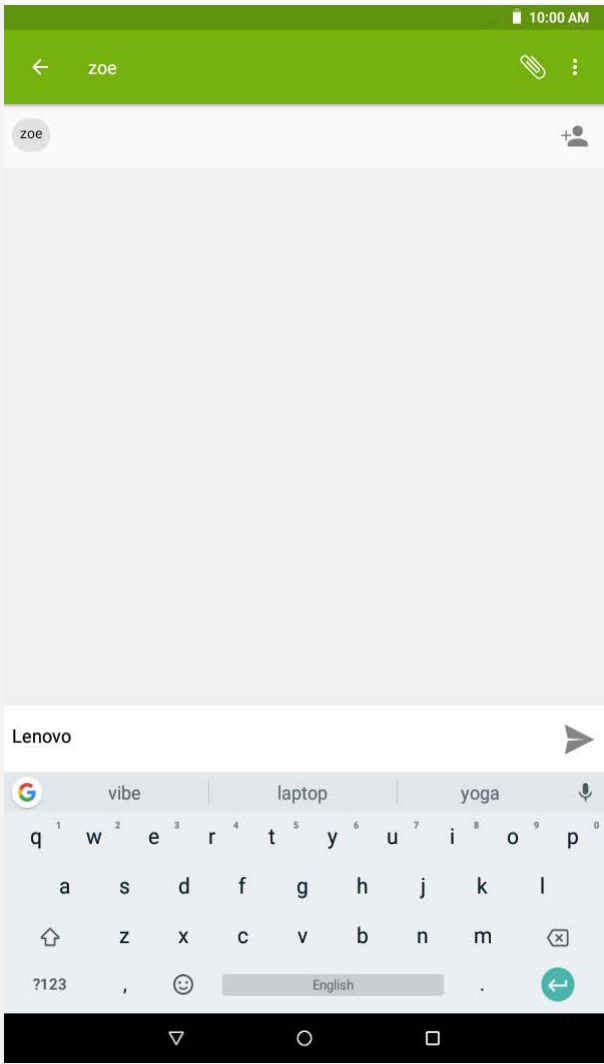 10:00 AM
zoe
zoe
Lenovo
vibe laptop yoga
q 1 w 2 e 3 r 4 t 5 y 6 u 7 i 8 o 9 p 0
a s d f g h j k l
z x c v b n m
?123 , English .